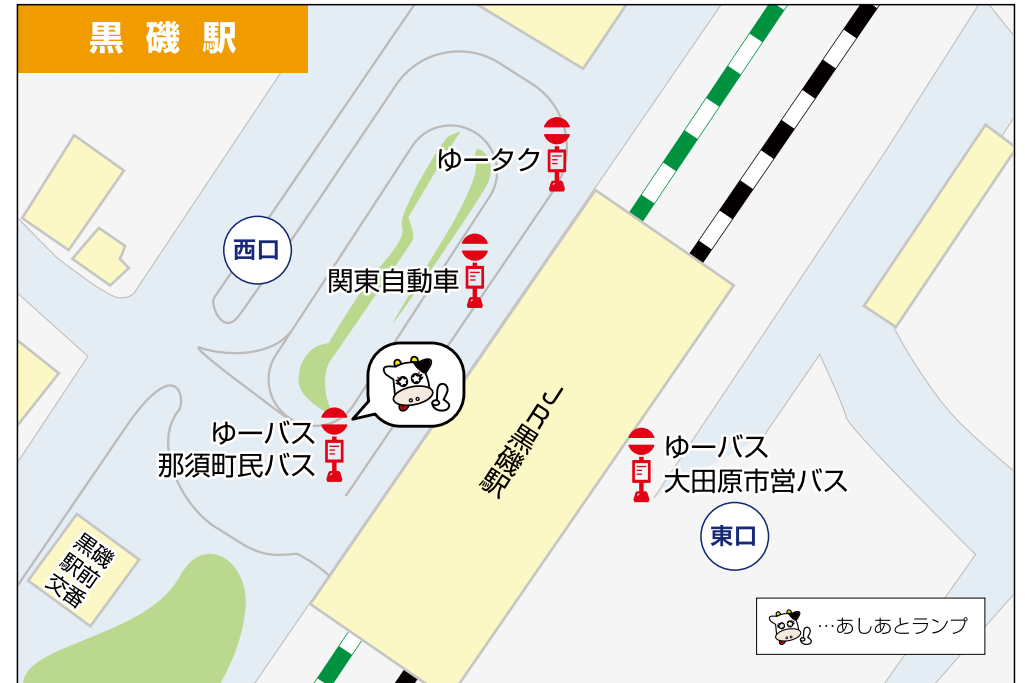 黒磯駅
ゆータク
西口
関東自動車
JR黒磯駅
ゆーバス
那須町民バス
ゆーバス
大田原市営バス
東口
黒磯
駅前
交番
…あしあとランプ